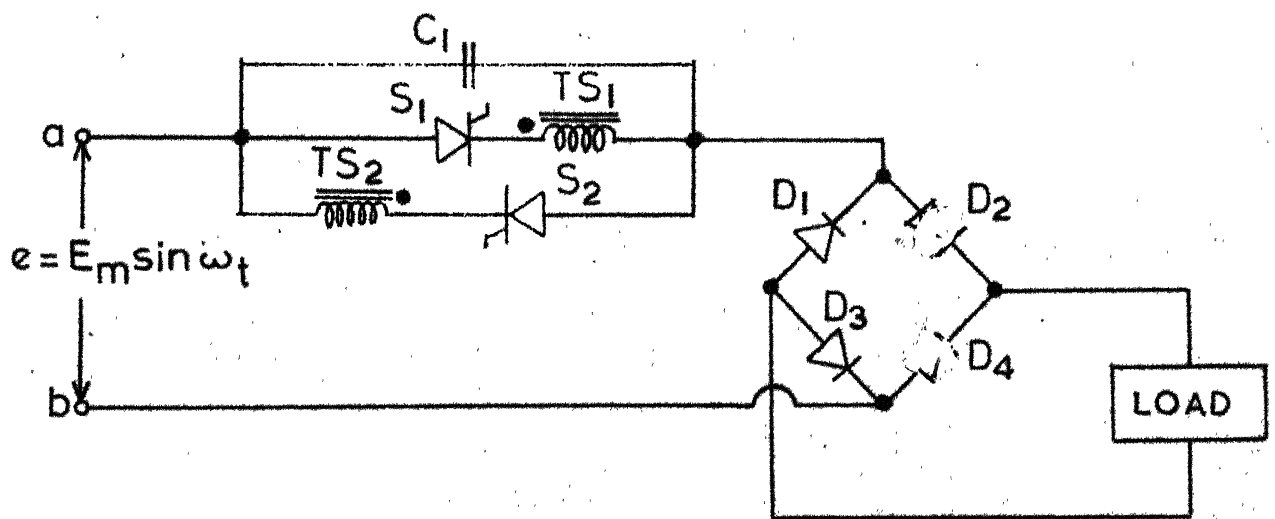 C1
S1
TS1
a
TS2
S2
e = Em sin ωt
D1
D2
D3
D4
b
LOAD